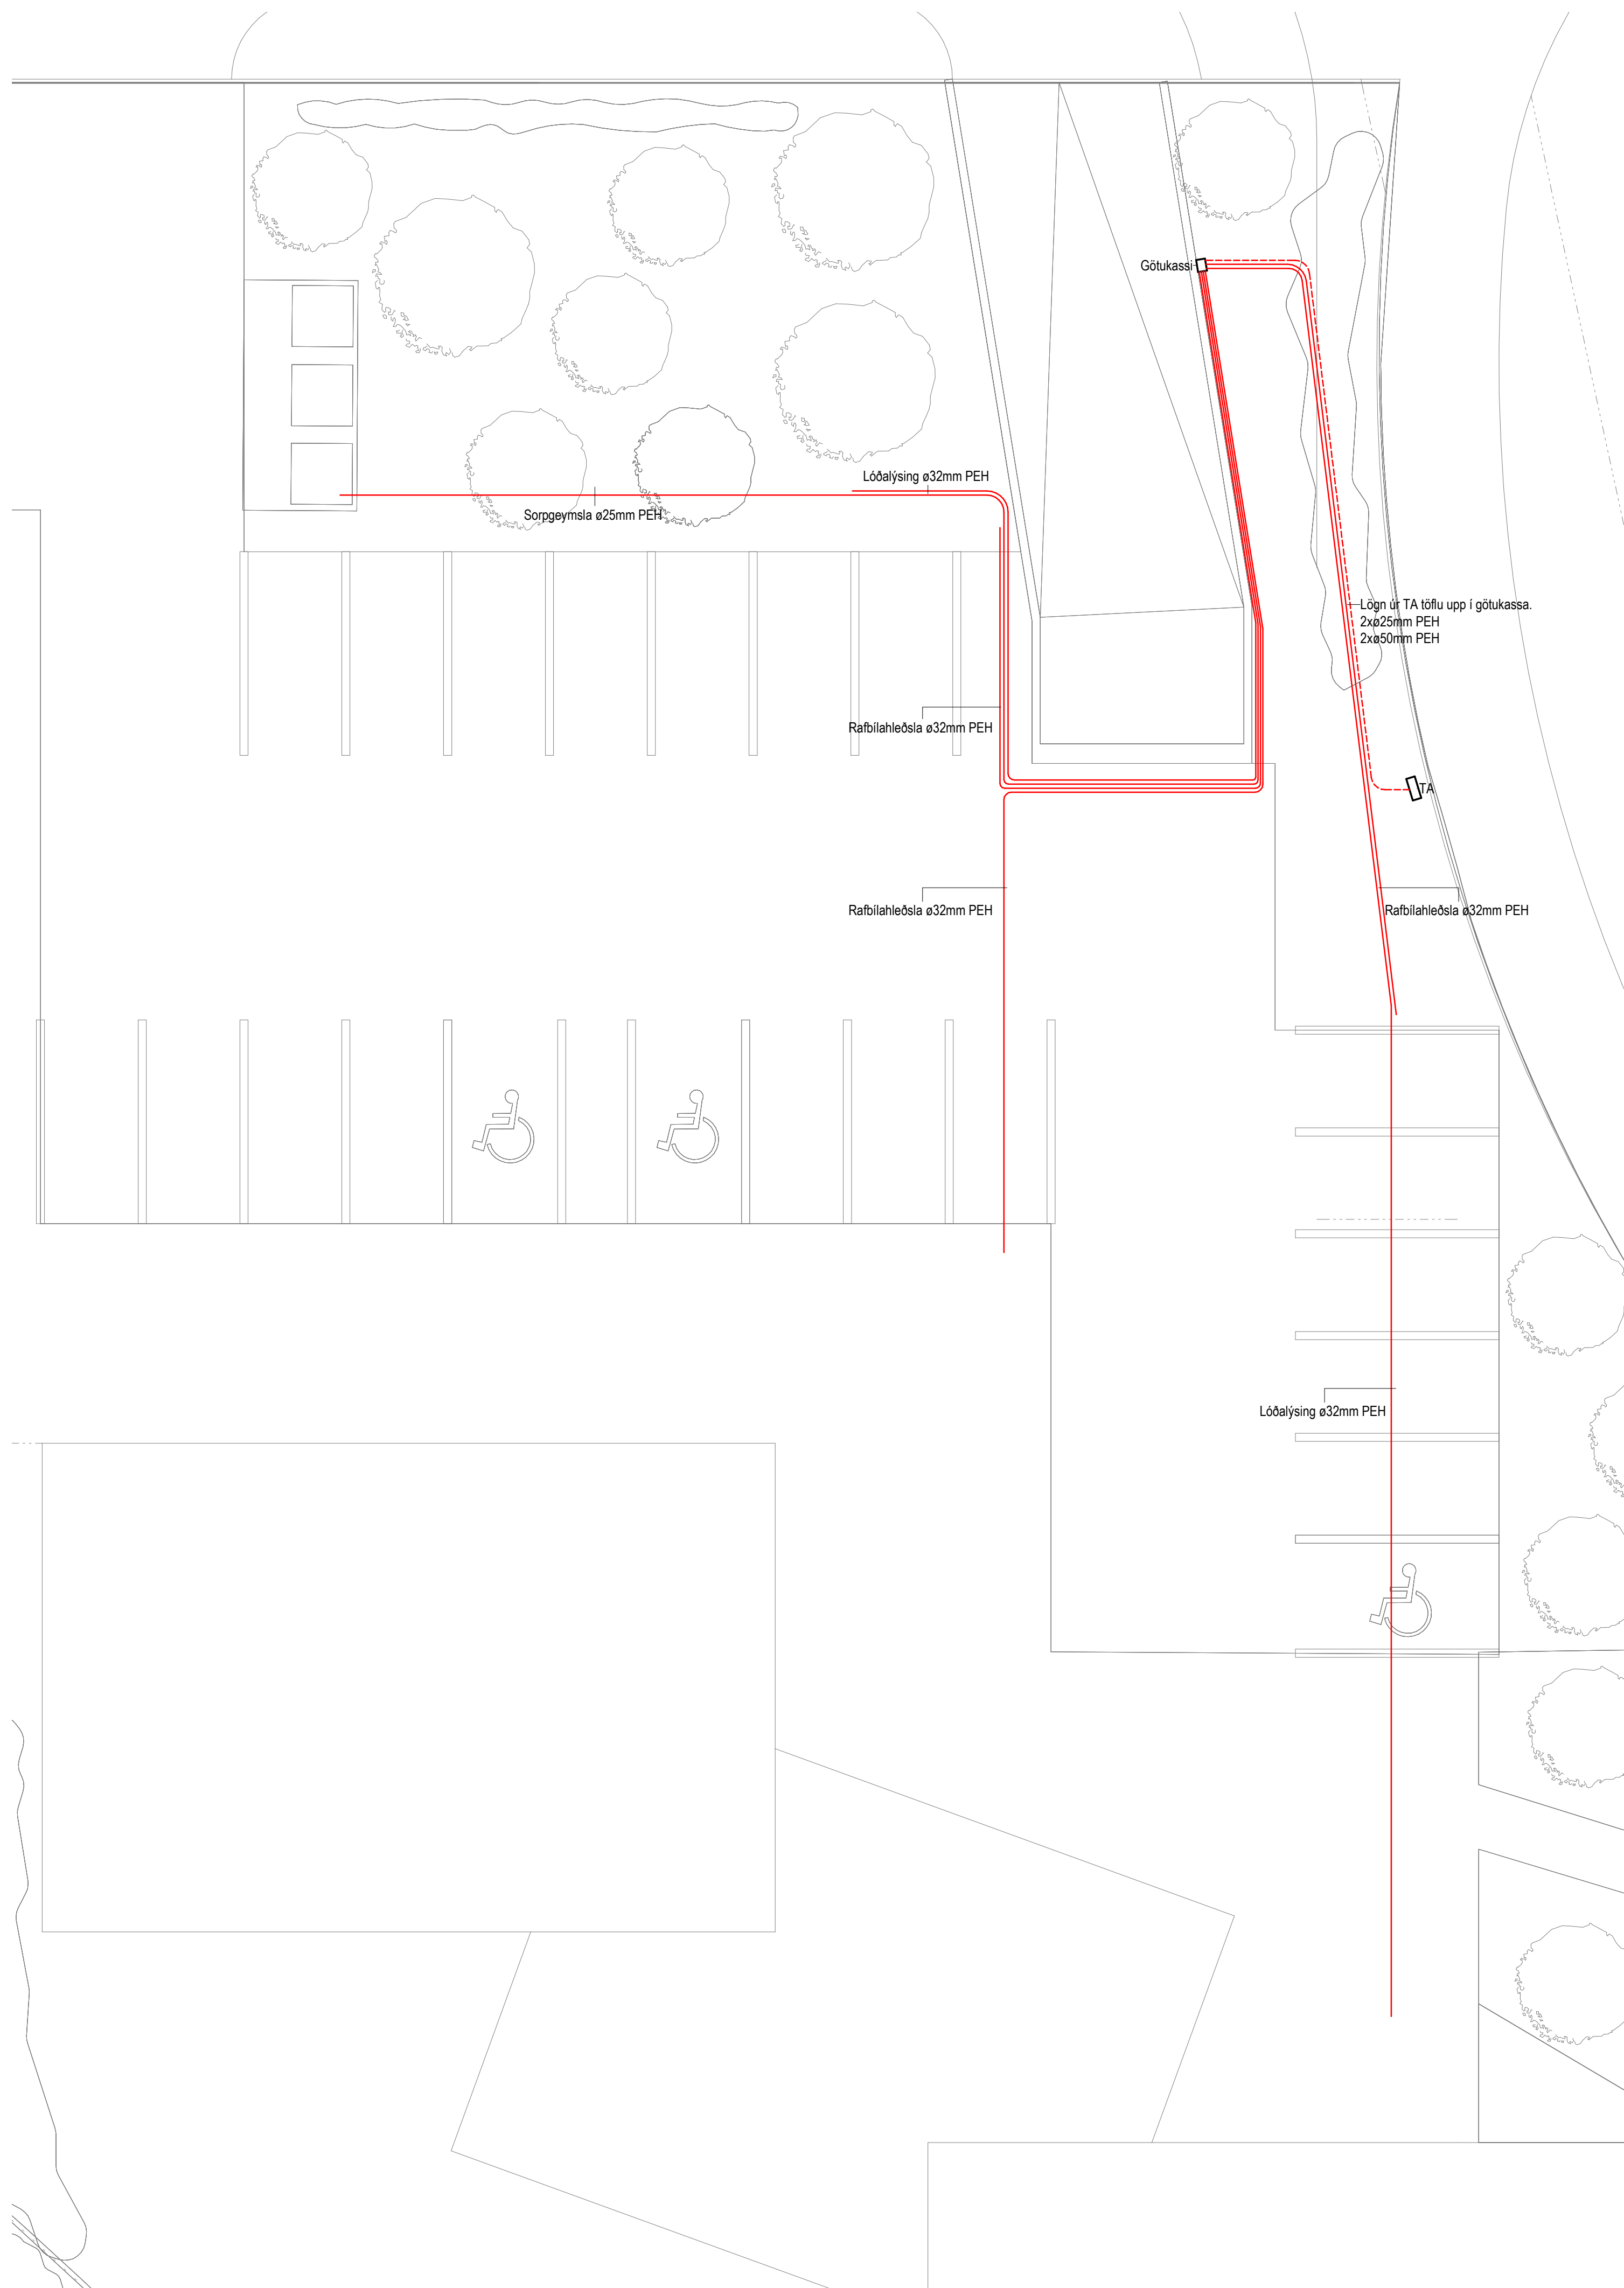 Götukassi
Lóðalýsing ø32mm PEH
Sorpgeymsla ø25mm PEH
Lögn úr TA töflu upp í götukassa.
2xø25mm PEH
2xø50mm PEH
Rafbílahleðsla ø32mm PEH
TA
Rafbílahleðsla ø32mm PEH
Rafbílahleðsla ø32mm PEH
Lóðalýsing ø32mm PEH